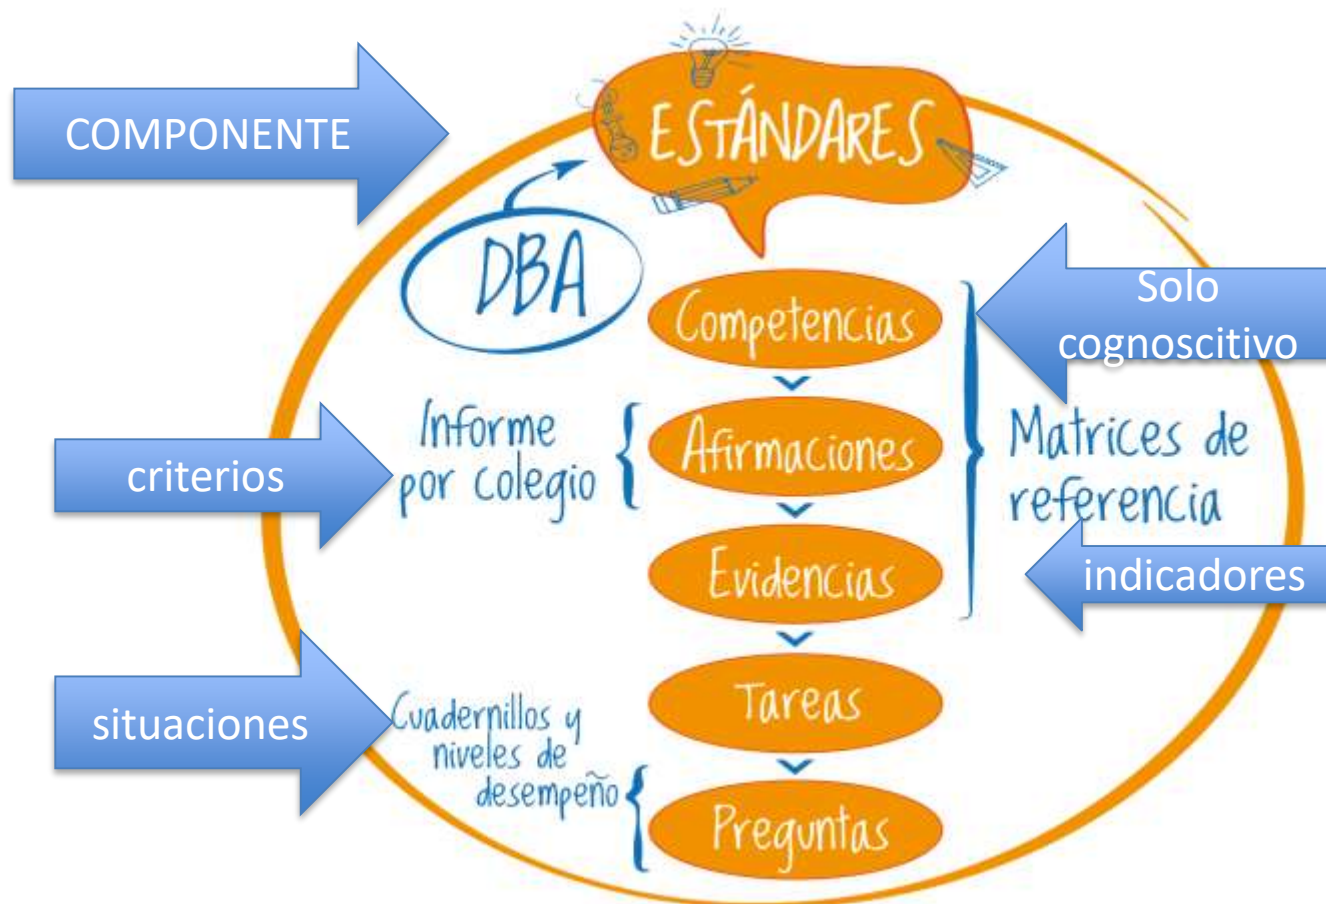 COMPONENTE
ESTÁNDARES
DBA
Competencias
Solo
cognoscitivo
criterios
Informe
por colegio
Afirmaciones
Matrices de
referencia
Evidencias
indicadores
situaciones
Cuadernillos y
niveles de
desempeño
Tareas
Preguntas